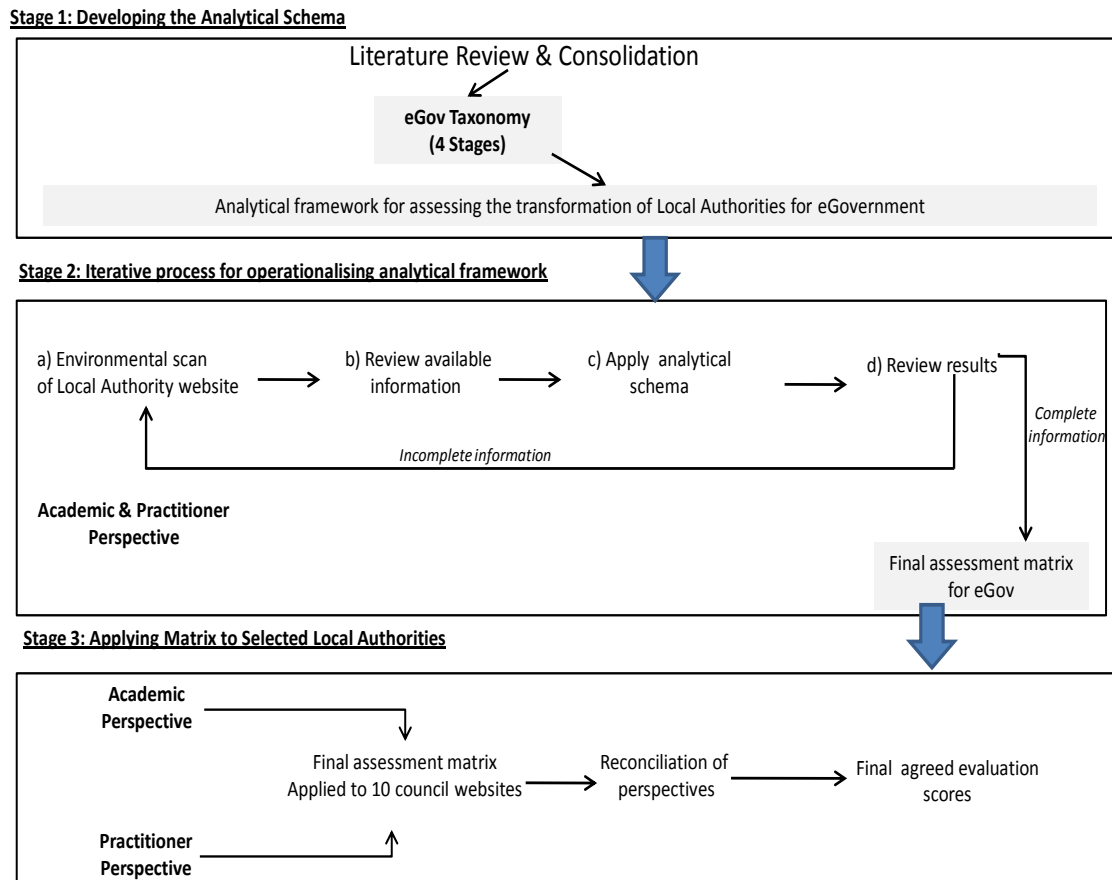 Stage 1: Developing the Analytical Schema
Literature Review & Consolidation
eGov Taxonomy
(4 Stages)
Analytical framework for assessing the transformation of Local Authorities for eGovernment
Stage 2: Iterative process for operationalising analytical framework
a) Environmental scan
of Local Authority website
b) Review available
information
c) Apply analytical
schema
d) Review results
Complete
information
Incomplete information
Academic & Practitioner
Perspective
Final assessment matrix
for eGov
Stage 3: Applying Matrix to Selected Local Authorities
Academic
Perspective
Final assessment matrix
Applied to 10 council websites
Reconciliation of
perspectives
Final agreed evaluation
scores
Practitioner
Perspective